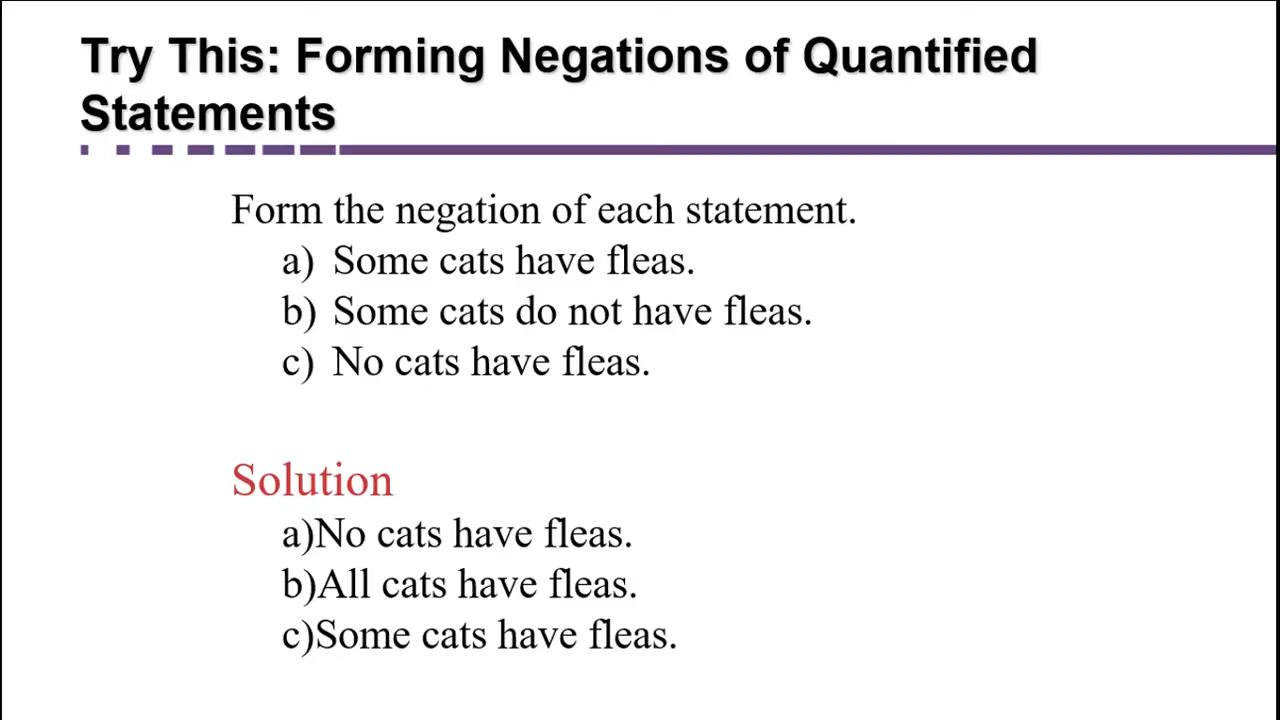 Try This: Forming Negations of Quantified
Statements
Form the negation of each statement.
a) Some cats have fleas.
b) Some cats do not have fleas.
c) No cats have fleas.
Solution
a)No cats have fleas.
b)All cats have fleas.
c)Some cats have fleas.